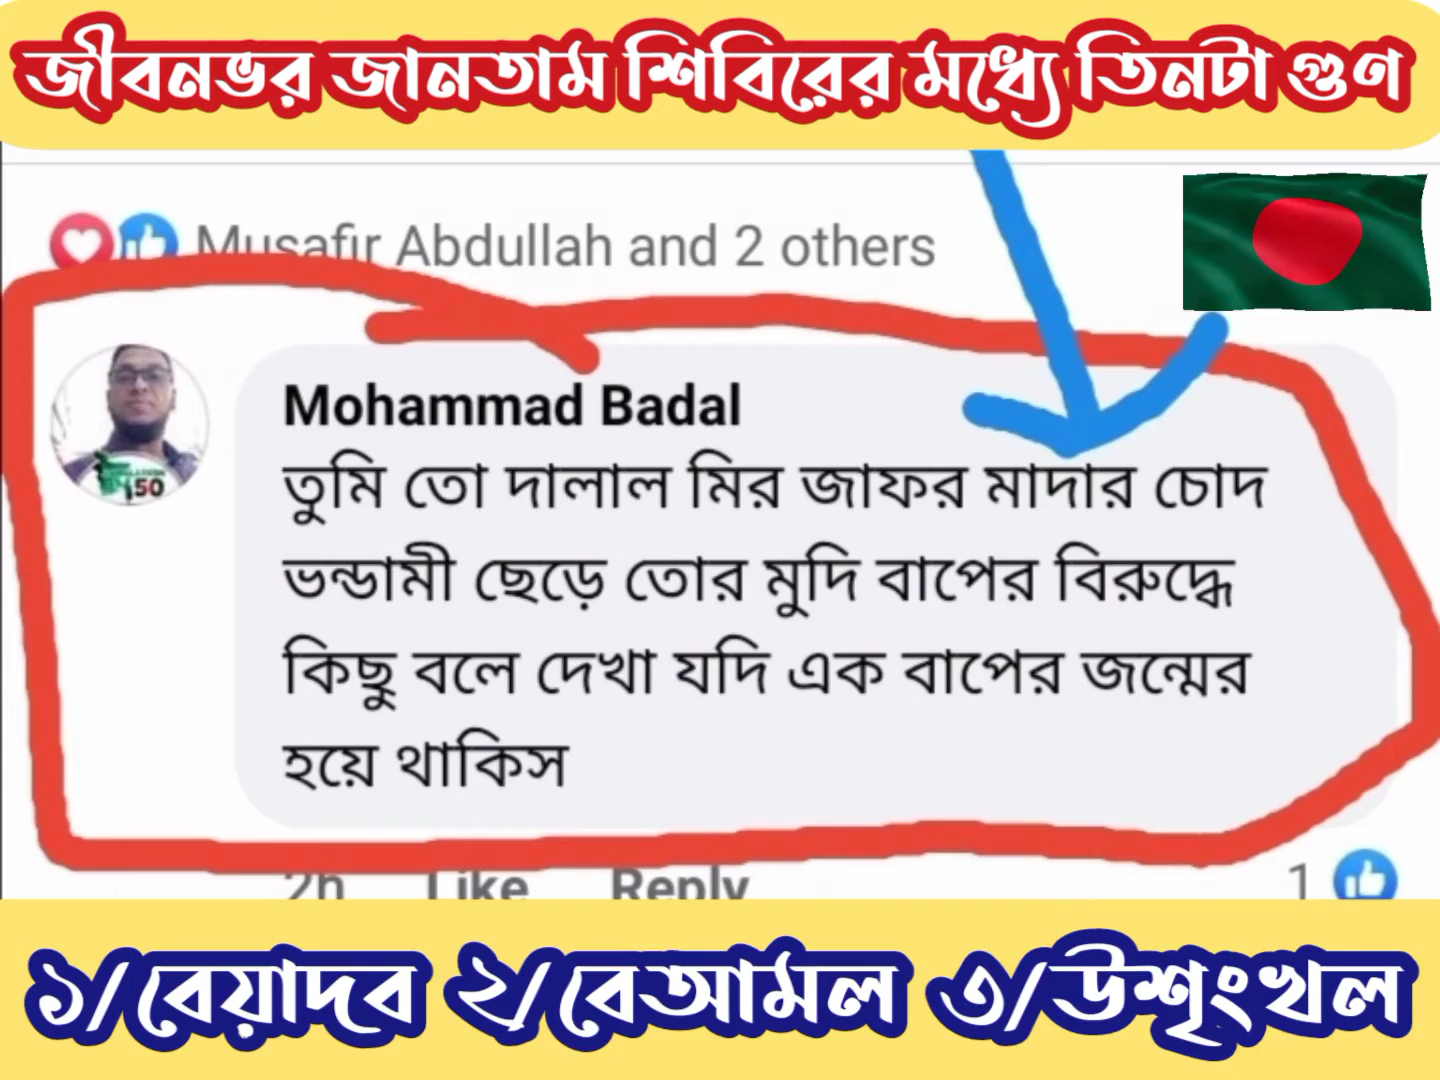 জীবনভর জানতাম শিবিরের মধ্যে তিনটা গুণ
Musafir Abdullah and 2 others
Mohammad Badal
তুমি তো দালাল মির জাফর মাদার চোদ
ভন্ডামী ছেড়ে তোর মুদি বাপের বিরুদ্ধে
কিছু বলে দেখা যদি এক বাপের জন্মের
হয়ে থাকিস
50
2h Like Reply 1
১/বেয়াদব ২/বেআমল ৩/উশৃংখল